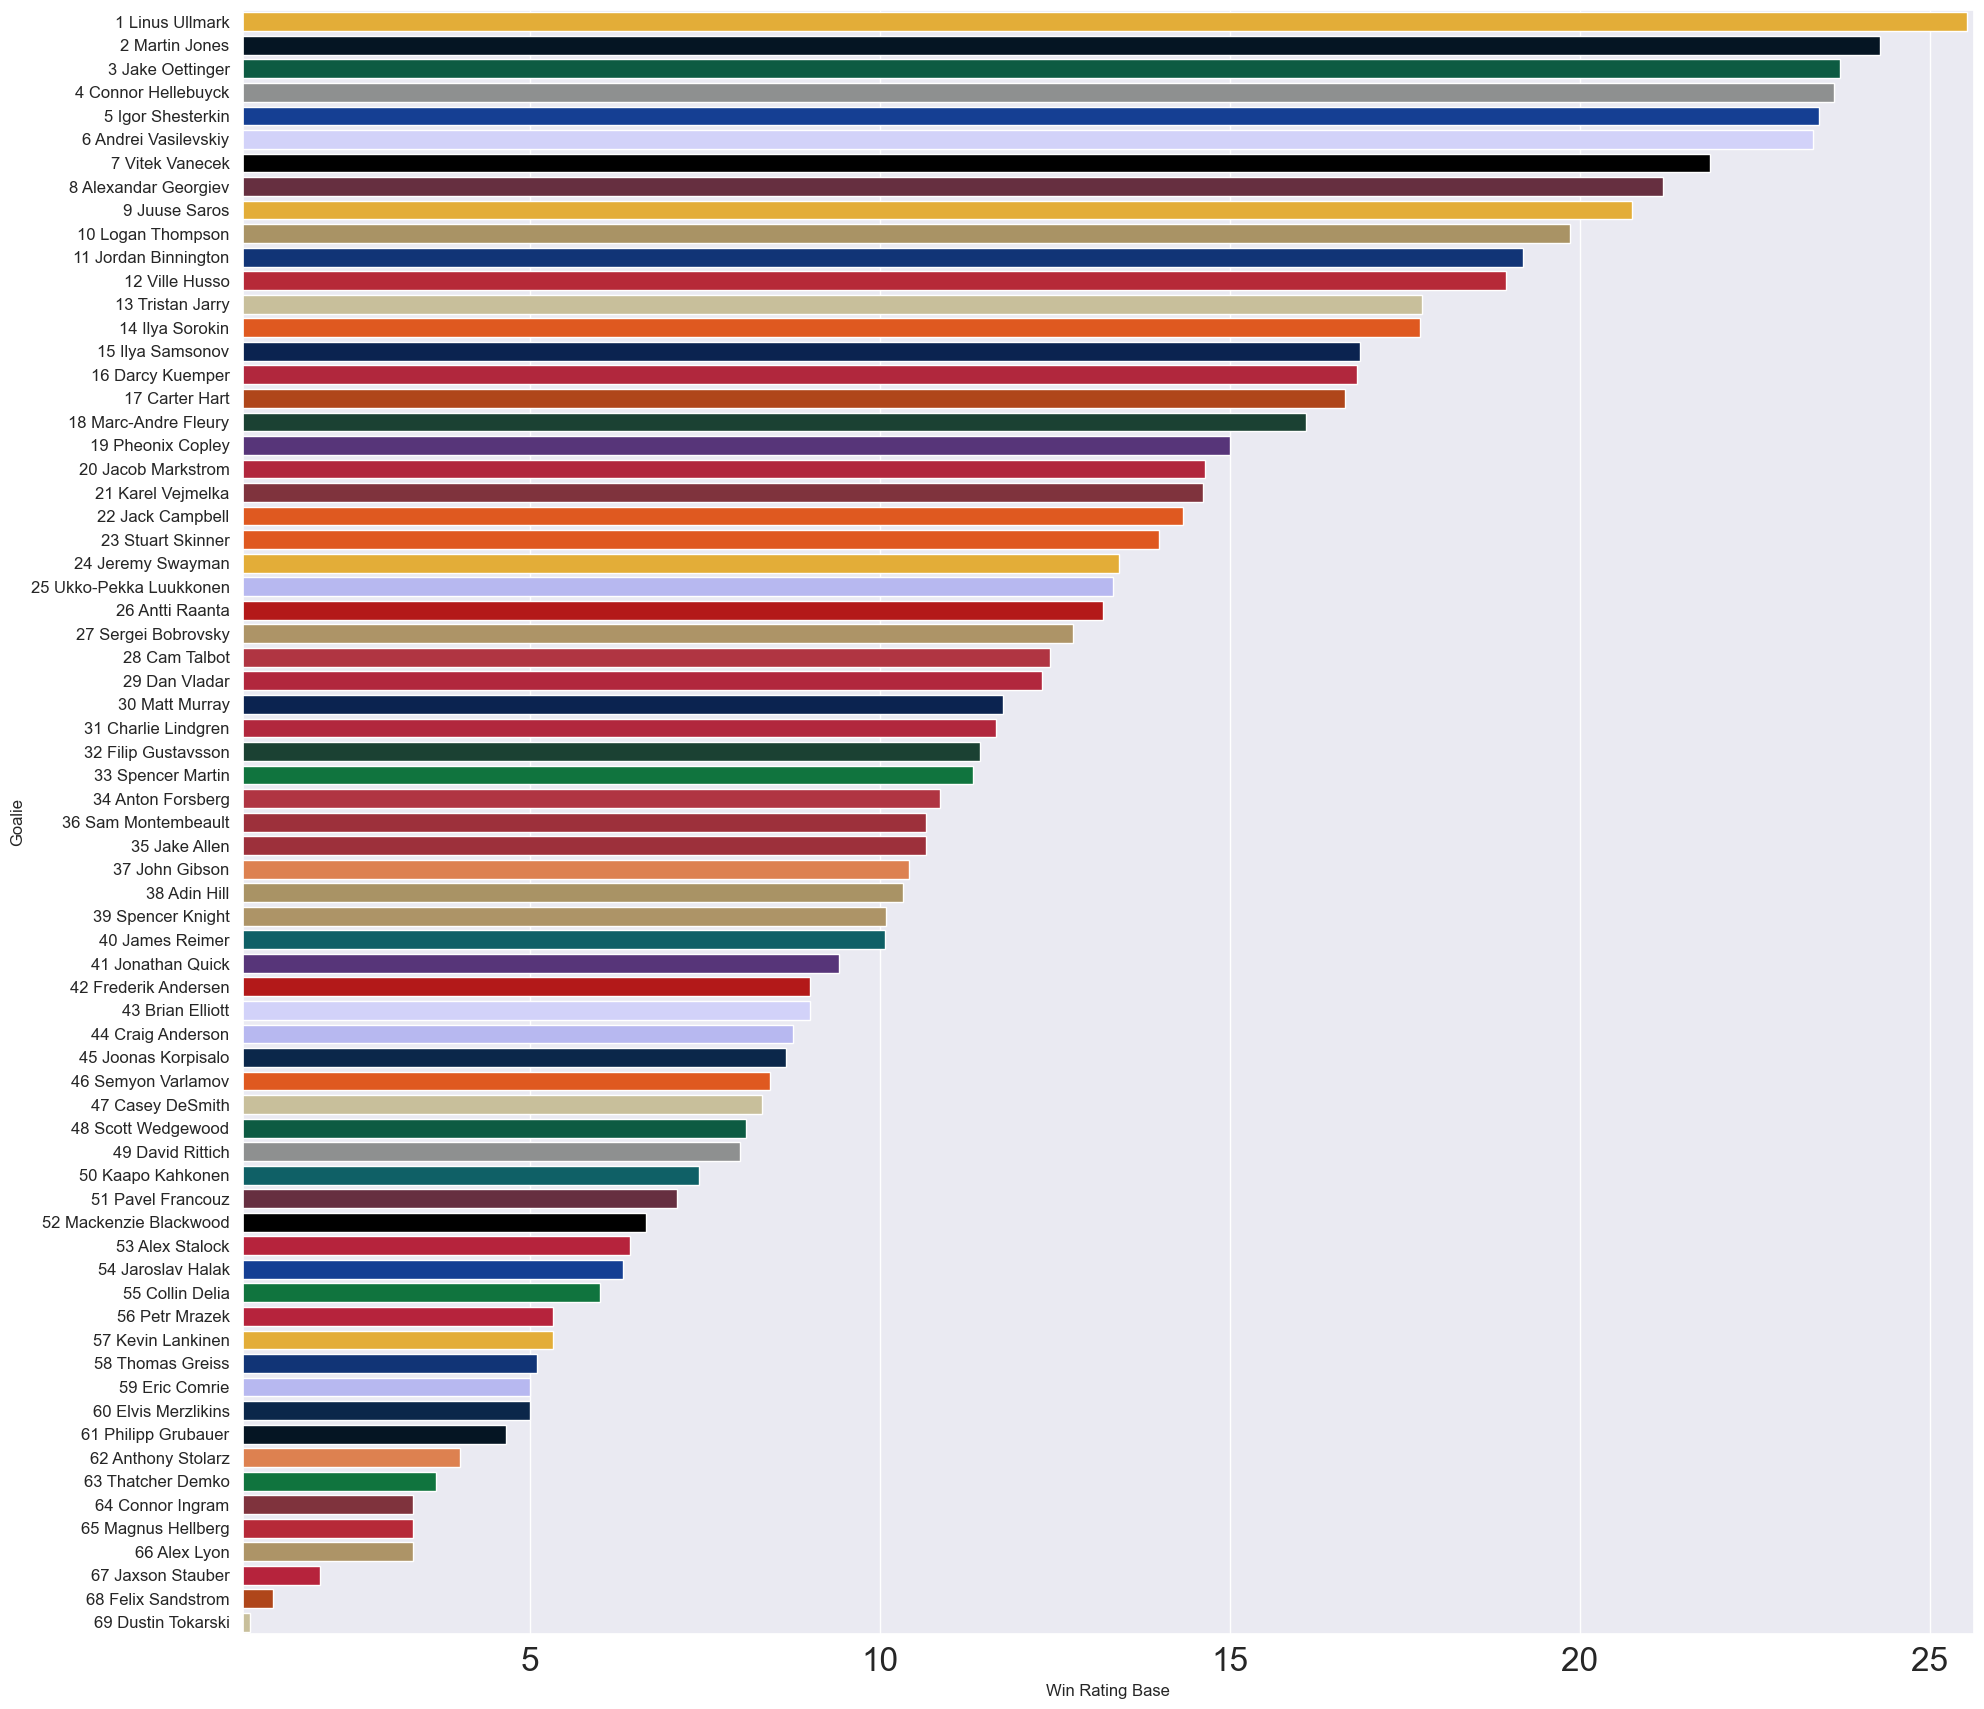 1 Linus Ullmark
2 Martin Jones
3 Jake Oettinger
4 Connor Hellebuyck
5 Igor Shesterkin
6 Andrei Vasilevskiy
7 Vitek Vanecek
8 Alexandar Georgiev
9 Juuse Saros
10 Logan Thompson
11 Jordan Binnington
12 Ville Husso
13 Tristan Jarry
14 Ilya Sorokin
15 Ilya Samsonov
16 Darcy Kuemper
17 Carter Hart
18 Marc-Andre Fleury
19 Pheonix Copley
20 Jacob Markstrom
21 Karel Vejmelka
22 Jack Campbell
23 Stuart Skinner
24 Jeremy Swayman
25 Ukko-Pekka Luukkonen
26 Antti Raanta
27 Sergei Bobrovsky
28 Cam Talbot
29 Dan Vladar
30 Matt Murray
31 Charlie Lindgren
32 Filip Gustavsson
33 Spencer Martin
34 Anton Forsberg
36 Sam Montembeault
35 Jake Allen
37 John Gibson
38 Adin Hill
39 Spencer Knight
40 James Reimer
41 Jonathan Quick
42 Frederik Andersen
43 Brian Elliott
44 Craig Anderson
45 Joonas Korpisalo
46 Semyon Varlamov
47 Casey DeSmith
48 Scott Wedgewood
49 David Rittich
50 Kaapo Kahkonen
51 Pavel Francouz
52 Mackenzie Blackwood
53 Alex Stalock
54 Jaroslav Halak
55 Collin Delia
56 Petr Mrazek
57 Kevin Lankinen
58 Thomas Greiss
59 Eric Comrie
60 Elvis Merzlikins
61 Philipp Grubauer
62 Anthony Stolarz
63 Thatcher Demko
64 Connor Ingram
65 Magnus Hellberg
66 Alex Lyon
67 Jaxson Stauber
68 Felix Sandstrom
69 Dustin Tokarski
Goalie
5 10 15 20 25
Win Rating Base